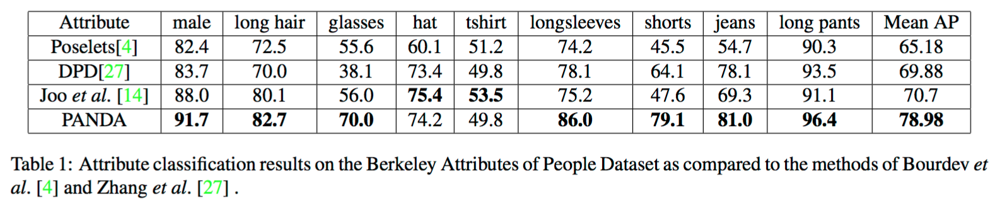 Attribute male long hair glasses hat tshirt longsleeves shorts jeans long pants Mean AP
Poselets[4] 82.4 72.5 55.6 60.1 51.2 74.2 45.5 54.7 90.3 65.18
DPD[27] 83.7 70.0 38.1 73.4 49.8 78.1 64.1 78.1 93.5 69.88
Joo et al. [14] 88.0 80.1 56.0 75.4 53.5 75.2 47.6 69.3 91.1 70.7
PANDA 91.7 82.7 70.0 74.2 49.8 86.0 79.1 81.0 96.4 78.98
Table 1: Attribute classification results on the Berkeley Attributes of People Dataset as compared to the methods of Bourdev et
al. [4] and Zhang et al. [27] .